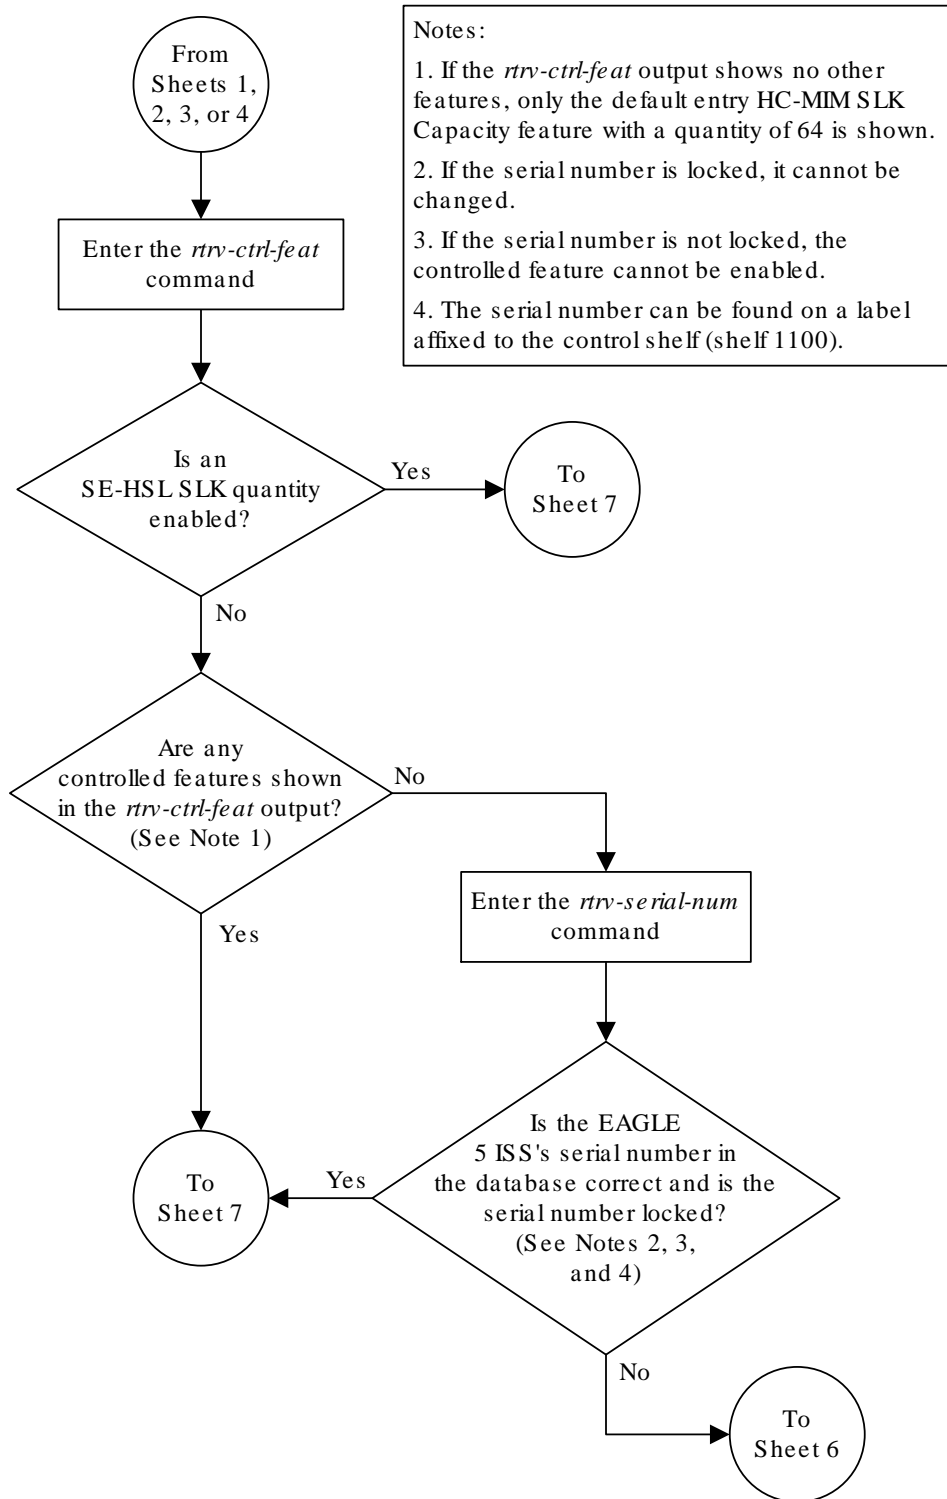 From
Sheets 1,
2, 3, or 4
Notes:
1. If the rtrv-ctrl-feat output shows no other
features, only the default entry HC-MIM SLK
Capacity feature with a quantity of 64 is shown.
2. If the serial number is locked, it cannot be
changed.
3. If the serial number is not locked, the
controlled feature cannot be enabled.
4. The serial number can be found on a label
affixed to the control shelf (shelf 1100).
Enter the rtrv-ctrl-feat
command
Is an
SE-HSL SLK quantity
enabled?
Yes
To
Sheet 7
No
Are any
controlled features shown
in the rtrv-ctrl-feat output?
(See Note 1)
No
Yes
Enter the rtrv-serial-num
command
Is the EAGLE
5 ISS's serial number in
the database correct and is the
serial number locked?
(See Notes 2, 3,
and 4)
Yes
To
Sheet 7
No
To
Sheet 6